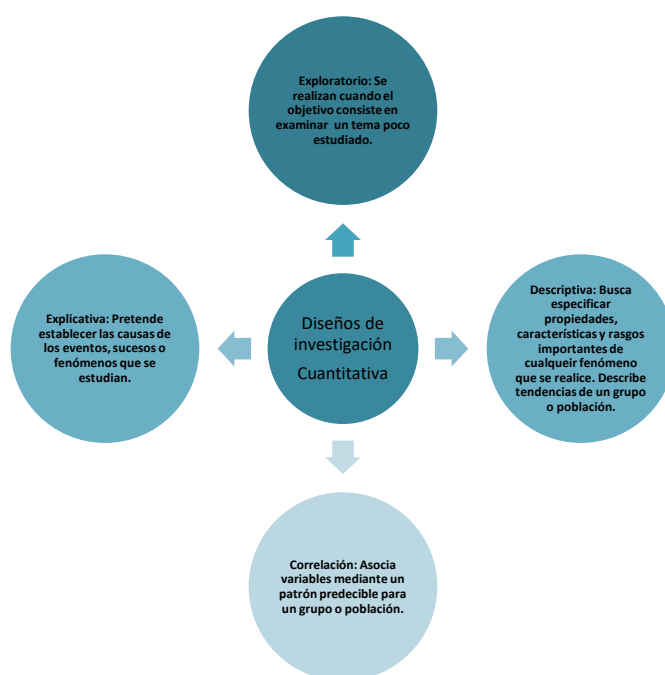 Exploratorio: Se
realizan cuando el
objetivo consiste en
examinar un tema poco
estudiado.
Explicativa: Pretende
establecer las causas de
los eventos, sucesos o
fenómenos que se
estudian.
Diseños de
investigación
Cuantitativa
Descriptiva: Busca
especificar
propiedades,
características y rasgos
importantes de
cualqueir fenómeno
que se realice. Describe
tendencias de un grupo
o población.
Correlación: Asocia
variables mediante un
patrón predecible para
un grupo o población.